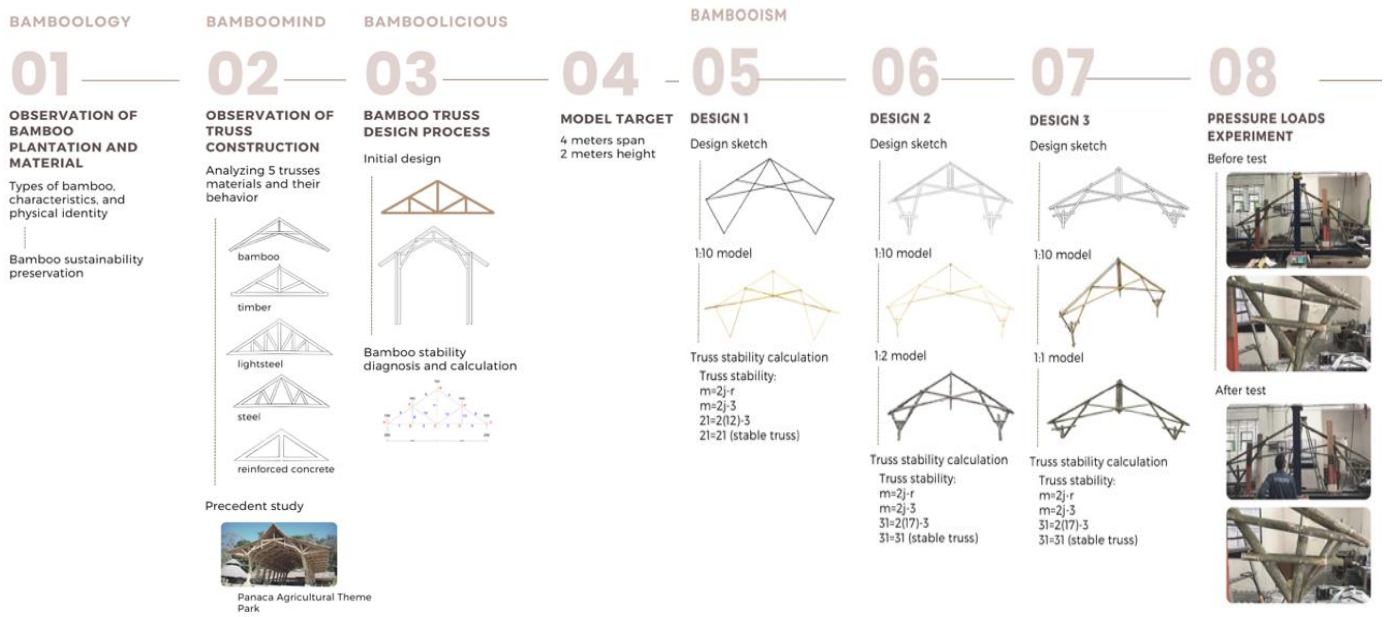 BAMBOOLOGY
01
OBSERVATION OF
BAMBOO
PLANTATION AND
MATERIAL
Types of bamboo,
characteristics, and
physical identity
Bamboo sustainability
preservation
BAMBOOMIND
02
OBSERVATION OF
TRUSS
CONSTRUCTION
Analyzing 5 trusses
materials and their
behavior
bamboo
timber
lightsteel
steel
reinforced concrete
Precedent study
Panaca Agricultural Theme
Park
BAMBOOLICIOUS
03
BAMBOO TRUSS
DESIGN PROCESS
Initial design
Bamboo stability
diagnosis and calculation
04
MODEL TARGET
4 meters span
2 meters height
BAMBOOISM
05
DESIGN 1
Design sketch
1:10 model
Truss stability calculation
Truss stability:
m=2j-r
m=2j-3
21=2(12)-3
21=21 (stable truss)
06
DESIGN 2
Design sketch
1:10 model
1:2 model
Truss stability calculation
Truss stability:
m=2j-r
m=2j-3
31=2(17)-3
31=31 (stable truss)
07
DESIGN 3
Design sketch
1:10 model
1:1 model
Truss stability calculation
Truss stability:
m=2j-r
m=2j-3
31=2(17)-3
31=31 (stable truss)
08
PRESSURE LOADS
EXPERIMENT
Before test
After test